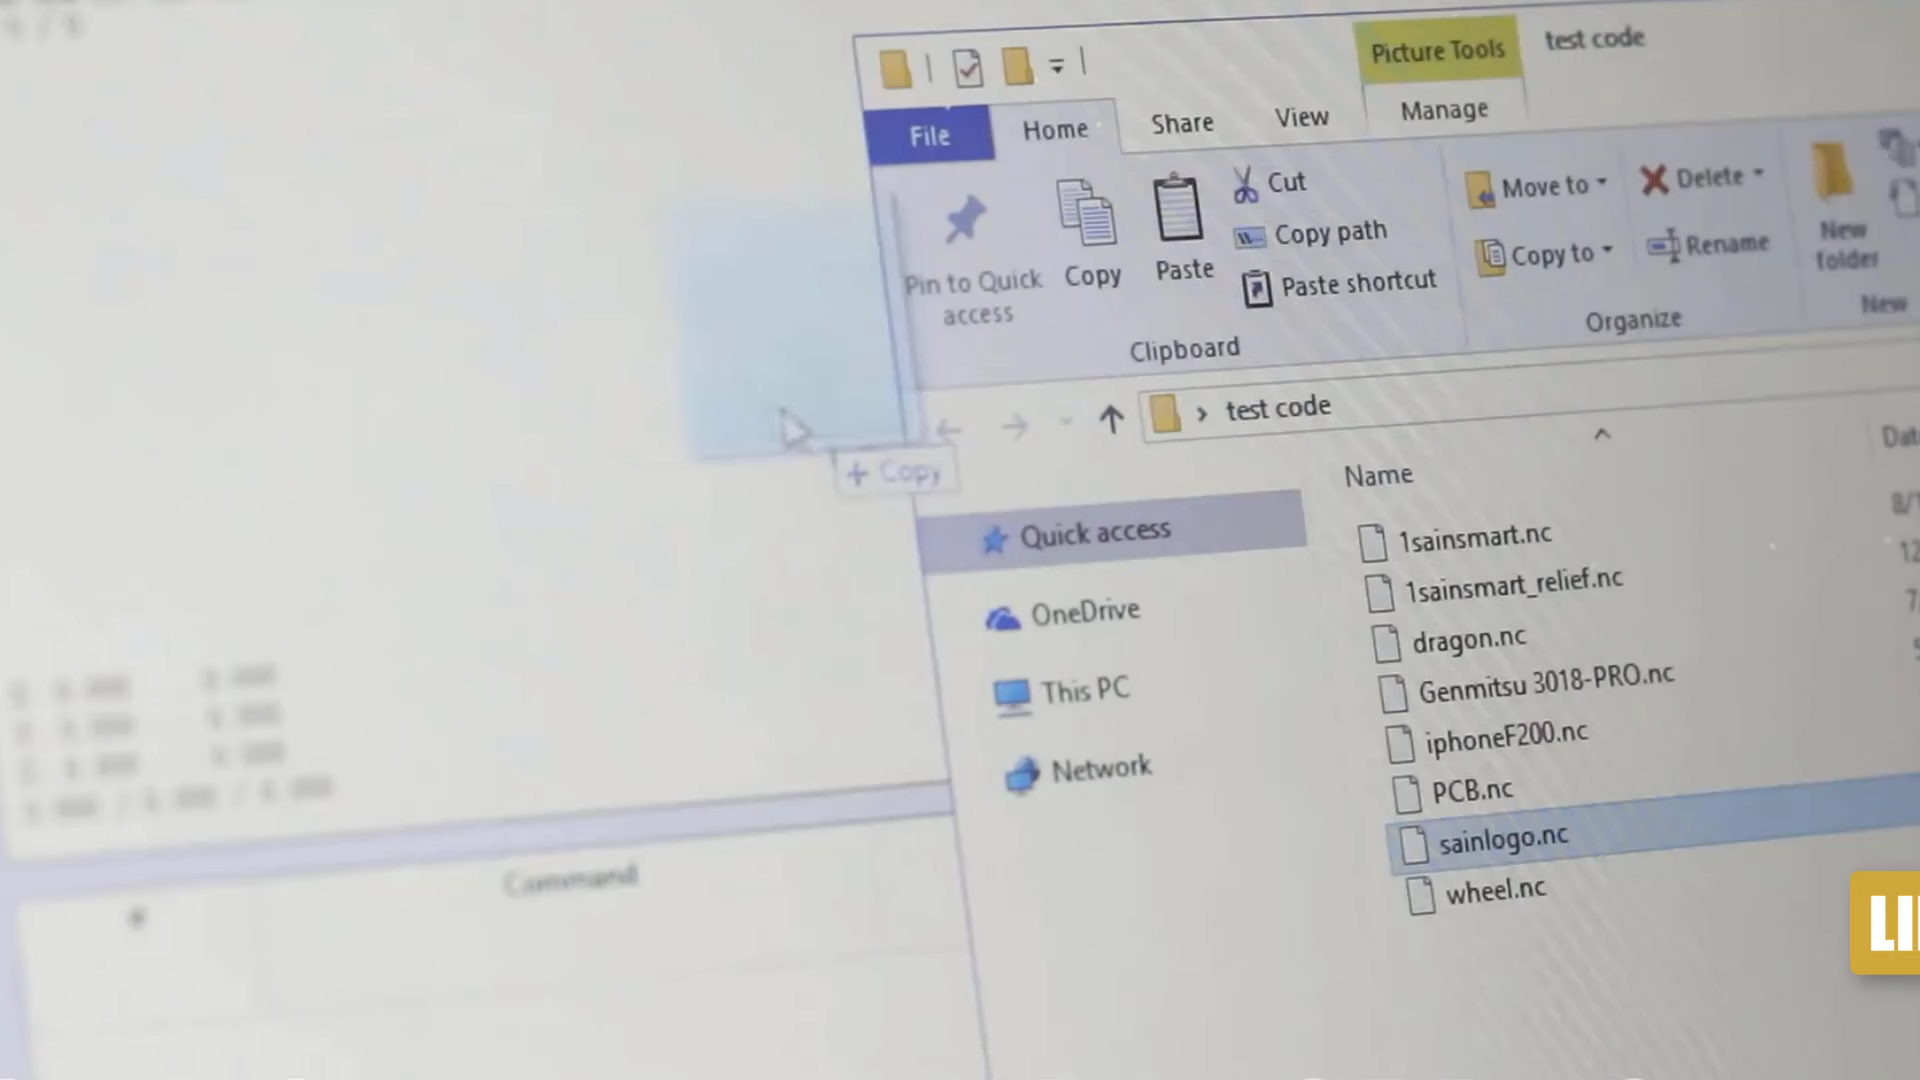 Picture Tools
test code
File
Home
Share
View
Manage
Pin to Quick
access
Copy
Paste
Cut
Copy path
Paste shortcut
Clipboard
Move to
Copy to
Delete
Rename
Organize
New
folder
New
test code
+ Copy
Name
Quick access
OneDrive
This PC
Network
1sainsmart.nc
1sainsmart_relief.nc
dragon.nc
Genmitsu 3018-PRO.nc
iphoneF200.nc
PCB.nc
sainlogo.nc
wheel.nc
Command
#